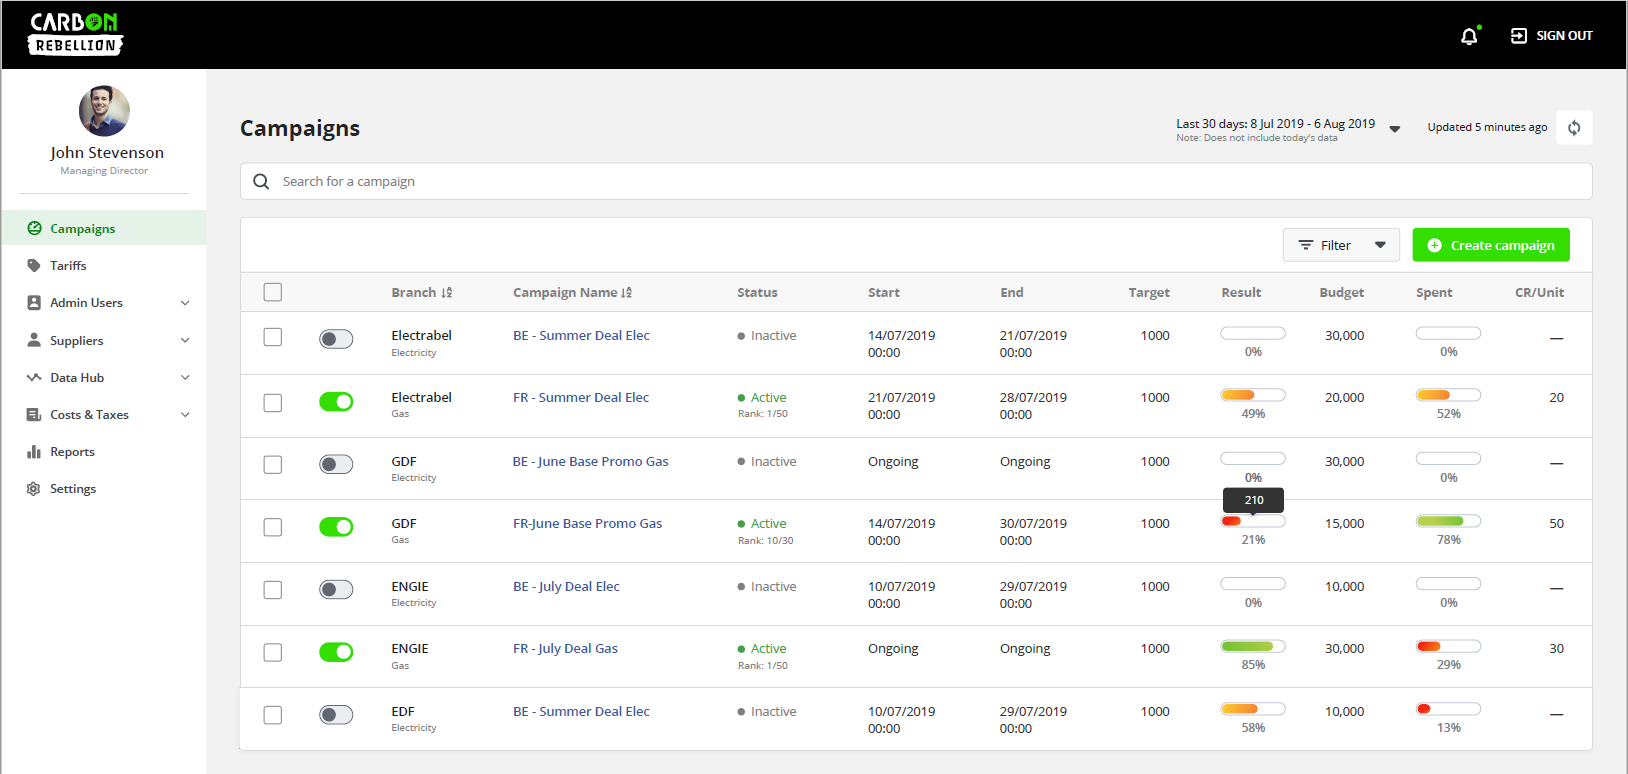 CARBON
REBELLION
SIGN OUT
John Stevenson
Managing Director
Campaigns
Tariffs
Admin Users
Suppliers
Data Hub
Costs & Taxes
Reports
Settings
Campaigns
Last 30 days: 8 Jul 2019 - 6 Aug 2019
Note: Does not include today's data
Updated 5 minutes ago
Search for a campaign
Filter
Create campaign
Branch Campaign Name Status Start End Target Result Budget Spent CR/Unit
Electrabel BE - Summer Deal Elec Inactive 14/07/2019 21/07/2019 1000 30,000 —
Electricity 00:00 00:00 0% 0%
Electrabel FR - Summer Deal Elec Active 21/07/2019 28/07/2019 1000 20,000 20
Gas Rank: 1/50 00:00 00:00 49% 52%
GDF BE - June Base Promo Gas Inactive Ongoing Ongoing 1000 30,000 —
Electricity 0% 0%
210
GDF FR-June Base Promo Gas Active 14/07/2019 30/07/2019 1000 15,000 50
Gas Rank: 10/30 00:00 00:00 21% 78%
ENGIE BE - July Deal Elec Inactive 10/07/2019 29/07/2019 1000 10,000 —
Electricity 00:00 00:00 0% 0%
ENGIE FR - July Deal Gas Active Ongoing Ongoing 1000 30,000 30
Gas Rank: 1/50 85% 29%
EDF BE - Summer Deal Elec Inactive 10/07/2019 29/07/2019 1000 10,000 —
Electricity 00:00 00:00 58% 13%